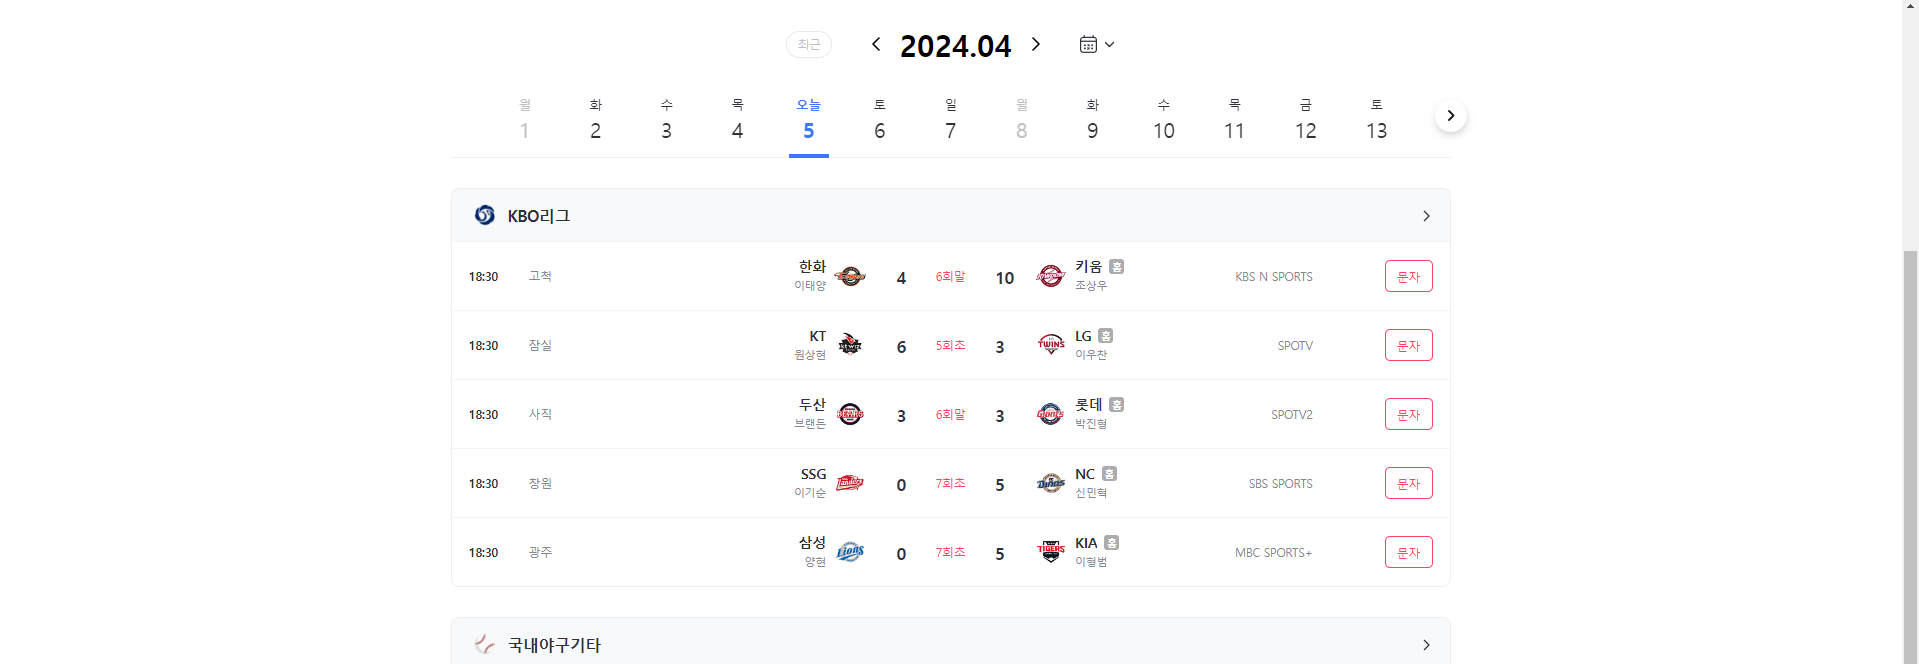 최근 2024.04
월 화 수 목 오늘 토 일 월 화 수 목 금 토
1 2 3 4 5 6 7 8 9 10 11 12 13
KBO리그
18:30 고척 한화 이태양 4 6회말 10 키움 홈 조상우 KBS N SPORTS 문자
18:30 잠실 KT 원상현 6 5회초 3 LG 홈 이우찬 SPOTV 문자
18:30 사직 두산 브랜든 3 6회말 3 롯데 홈 박진형 SPOTV2 문자
18:30 창원 SSG 이기순 0 7회초 5 NC 홈 신민혁 SBS SPORTS 문자
18:30 광주 삼성 양현 0 7회초 5 KIA 홈 이형범 MBC SPORTS+ 문자
국내야구기타